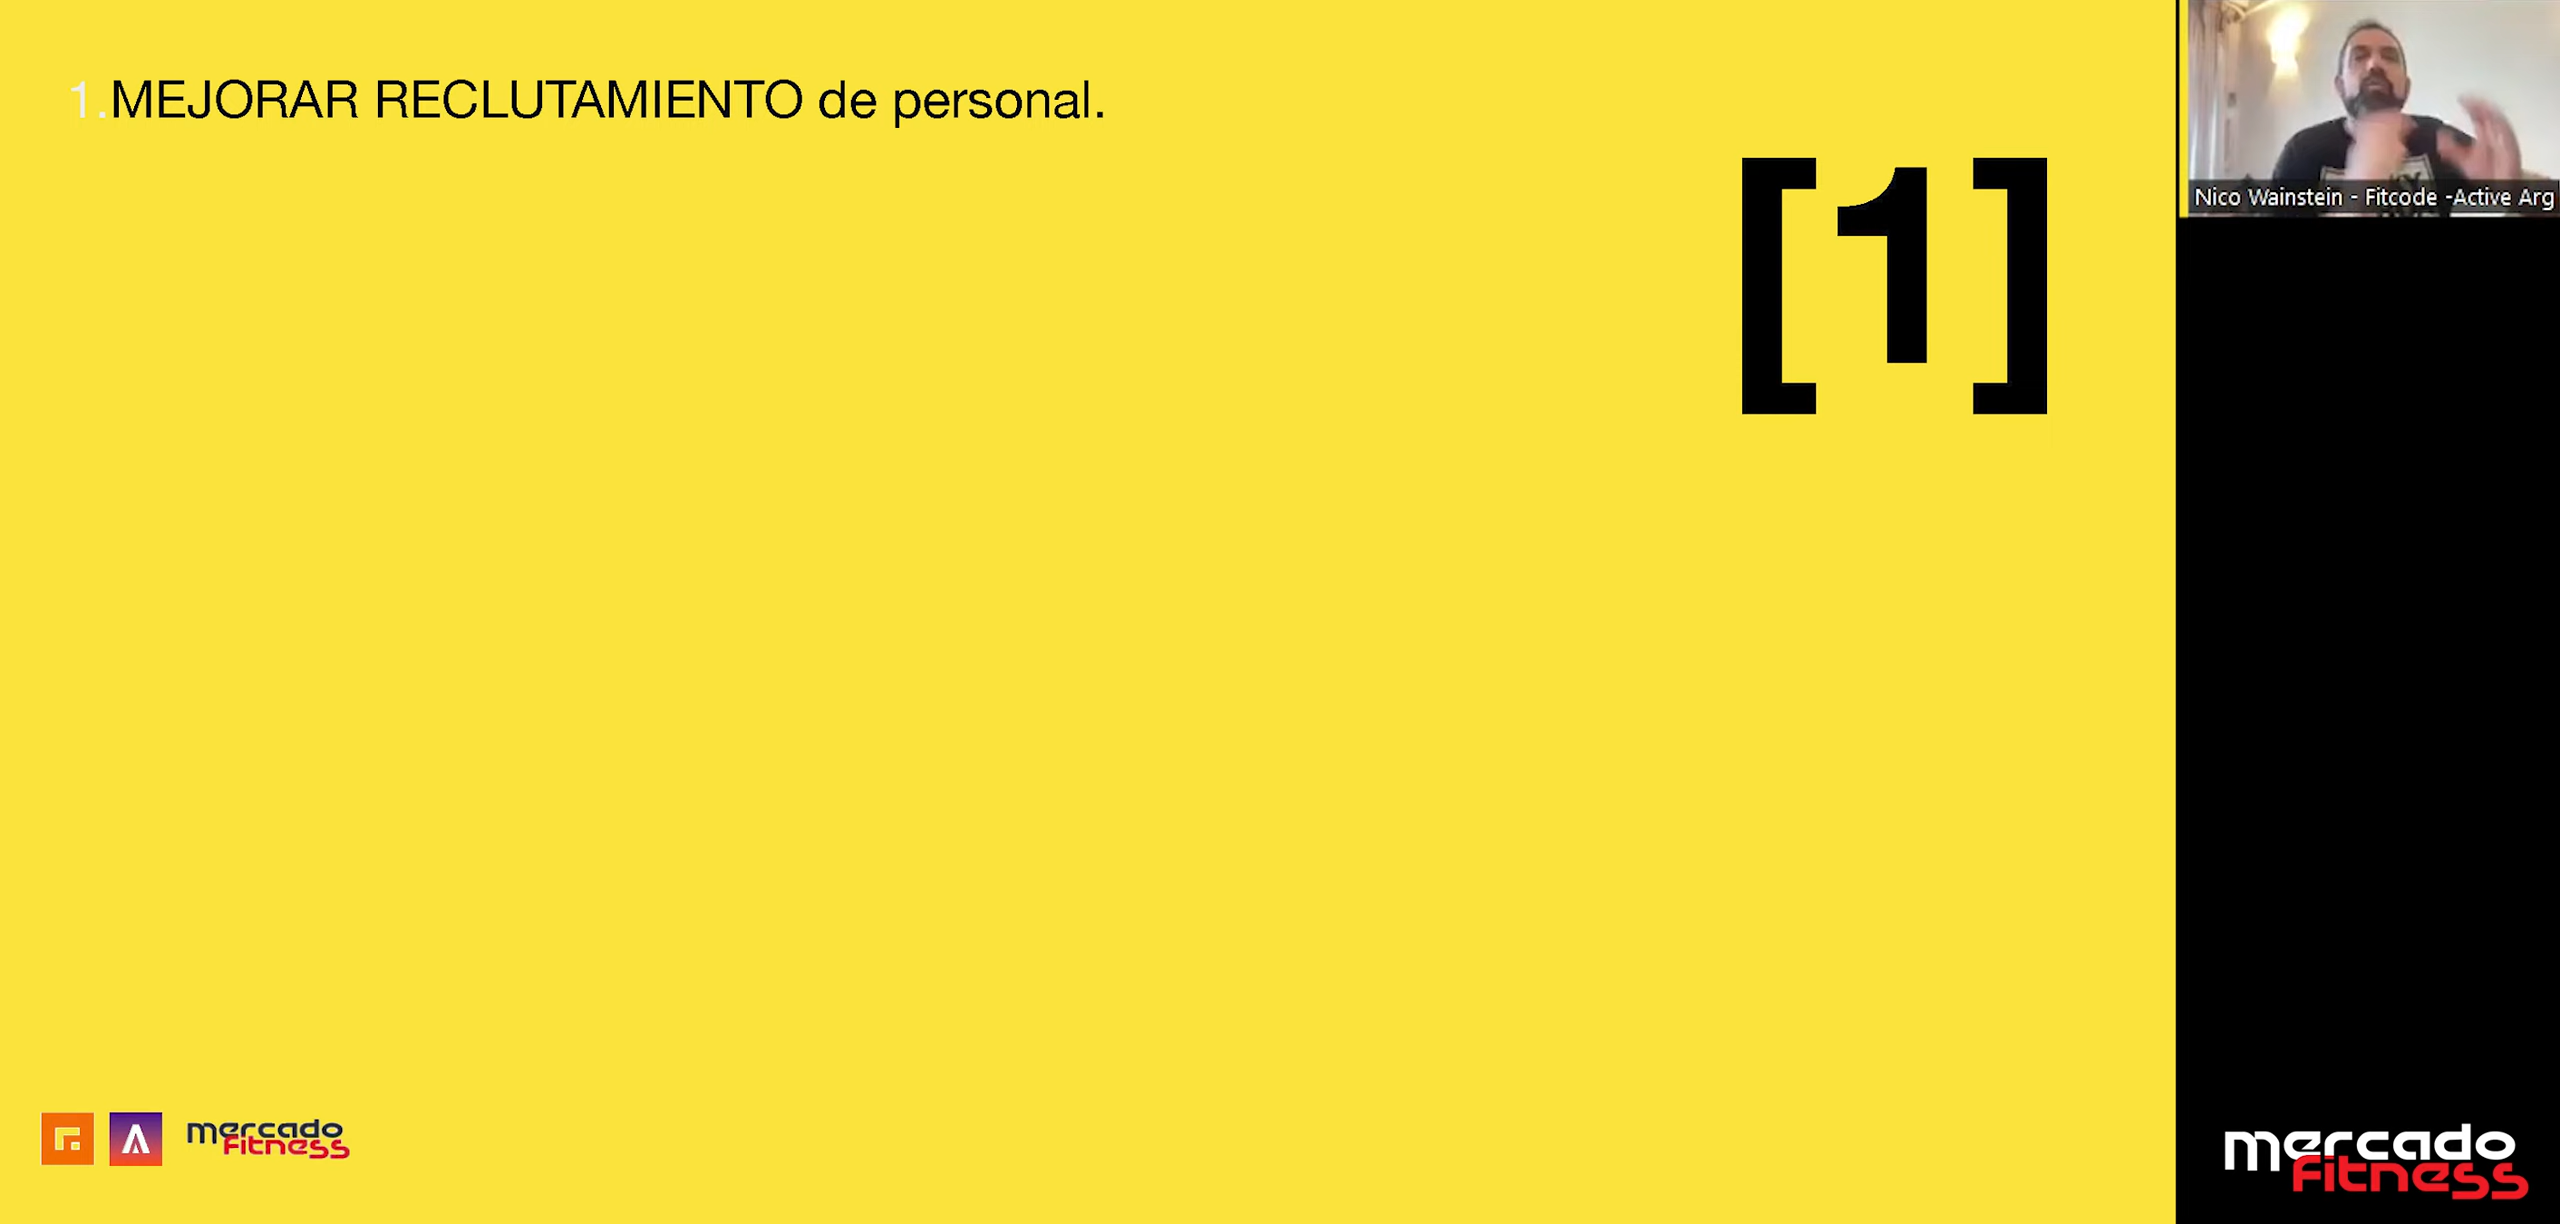 1.MEJORAR RECLUTAMIENTO de personal.
[1]
Nico Wainstein - Fitcode -Active Arg
mercado
fitness
mercado
fitness